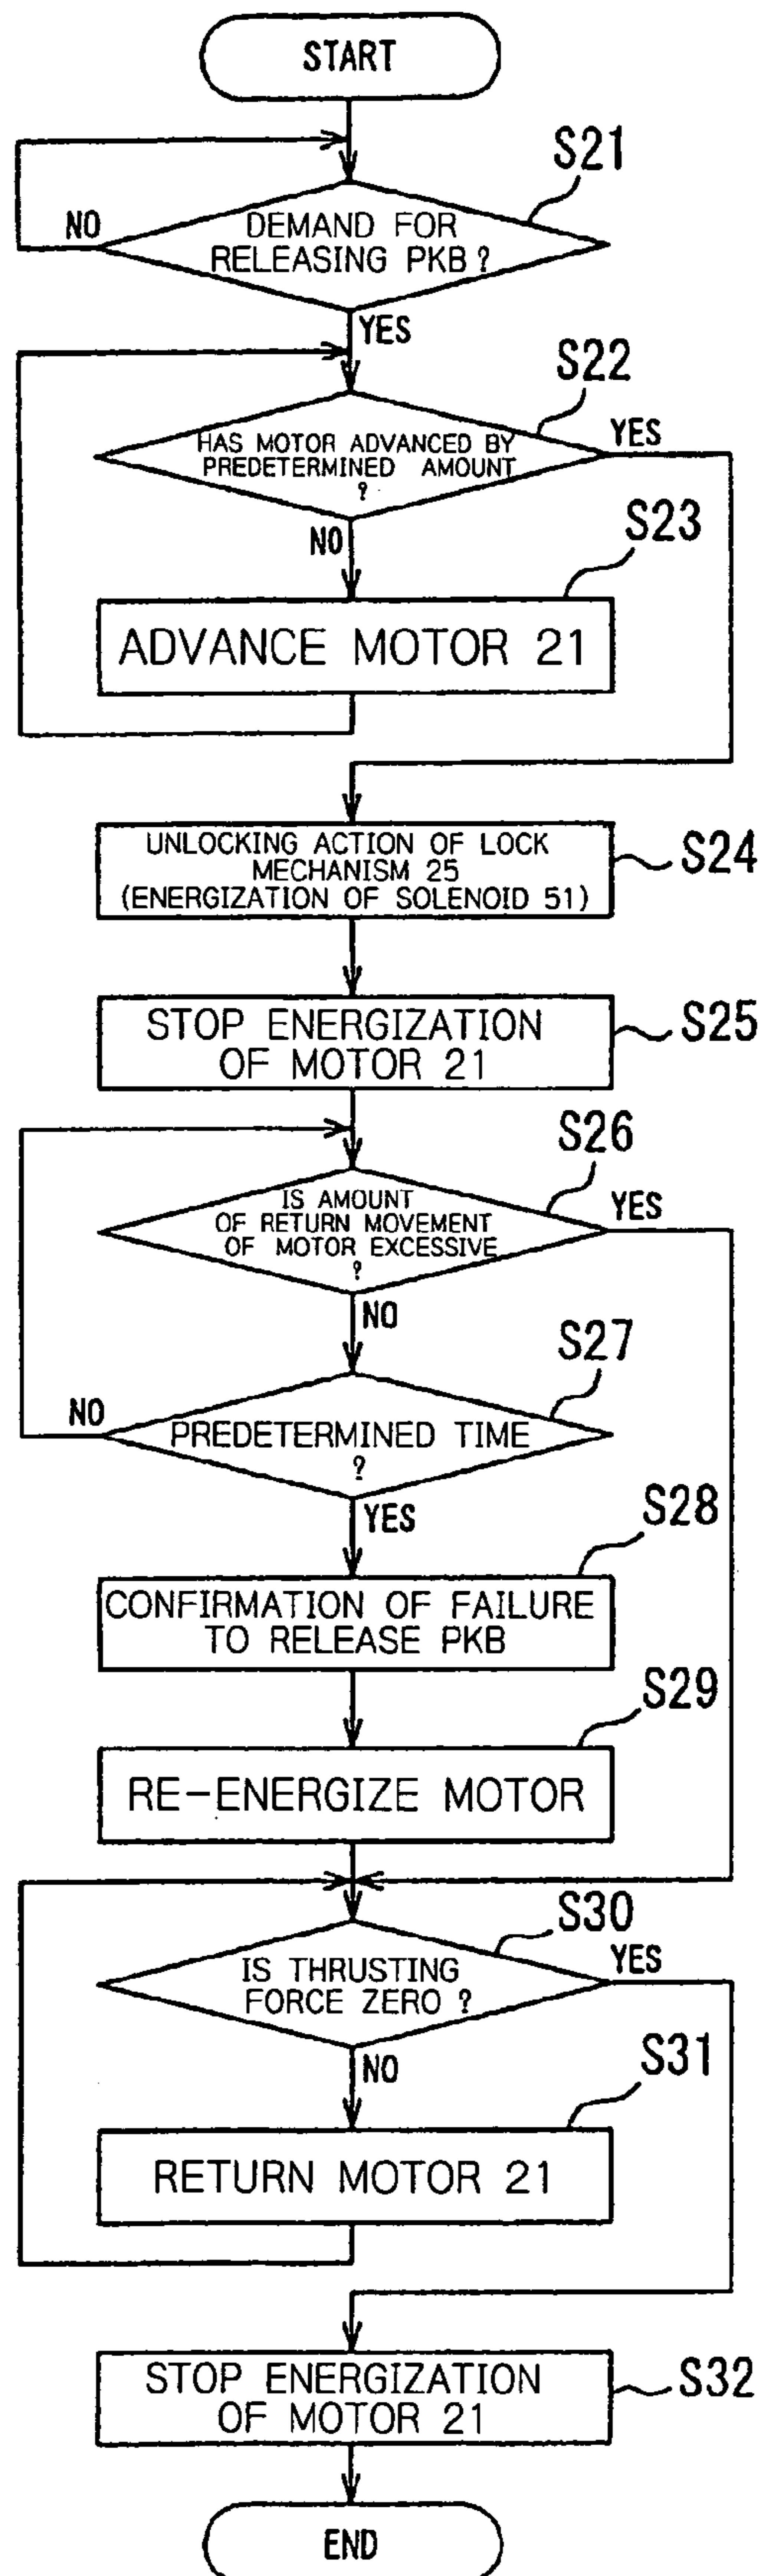 START
S21
DEMAND FOR
RELEASING PKB?
NO
YES
S22
HAS MOTOR ADVANCED BY
PREDETERMINED AMOUNT
?
YES
NO
S23
ADVANCE MOTOR 21
UNLOCKING ACTION OF LOCK
MECHANISM 25
(ENERGIZATION OF SOLENOID 51)
S24
STOP ENERGIZATION
OF MOTOR 21
S25
S26
IS AMOUNT
OF RETURN MOVEMENT
OF MOTOR EXCESSIVE
?
YES
NO
S27
PREDETERMINED TIME
?
NO
YES
S28
CONFIRMATION OF FAILURE
TO RELEASE PKB
S29
RE-ENERGIZE MOTOR
S30
IS THRUSTING
FORCE ZERO ?
YES
NO
S31
RETURN MOTOR 21
STOP ENERGIZATION
OF MOTOR 21
S32
END